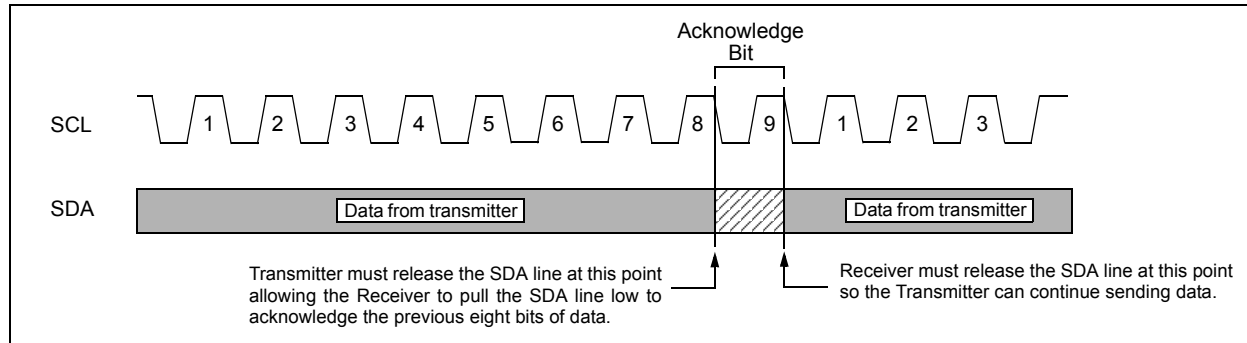 Acknowledge
Bit
SCL
1 2 3 4 5 6 7 8 9 1 2 3
SDA
Data from transmitter
Data from transmitter
Transmitter must release the SDA line at this point
allowing the Receiver to pull the SDA line low to
acknowledge the previous eight bits of data.
Receiver must release the SDA line at this point
so the Transmitter can continue sending data.